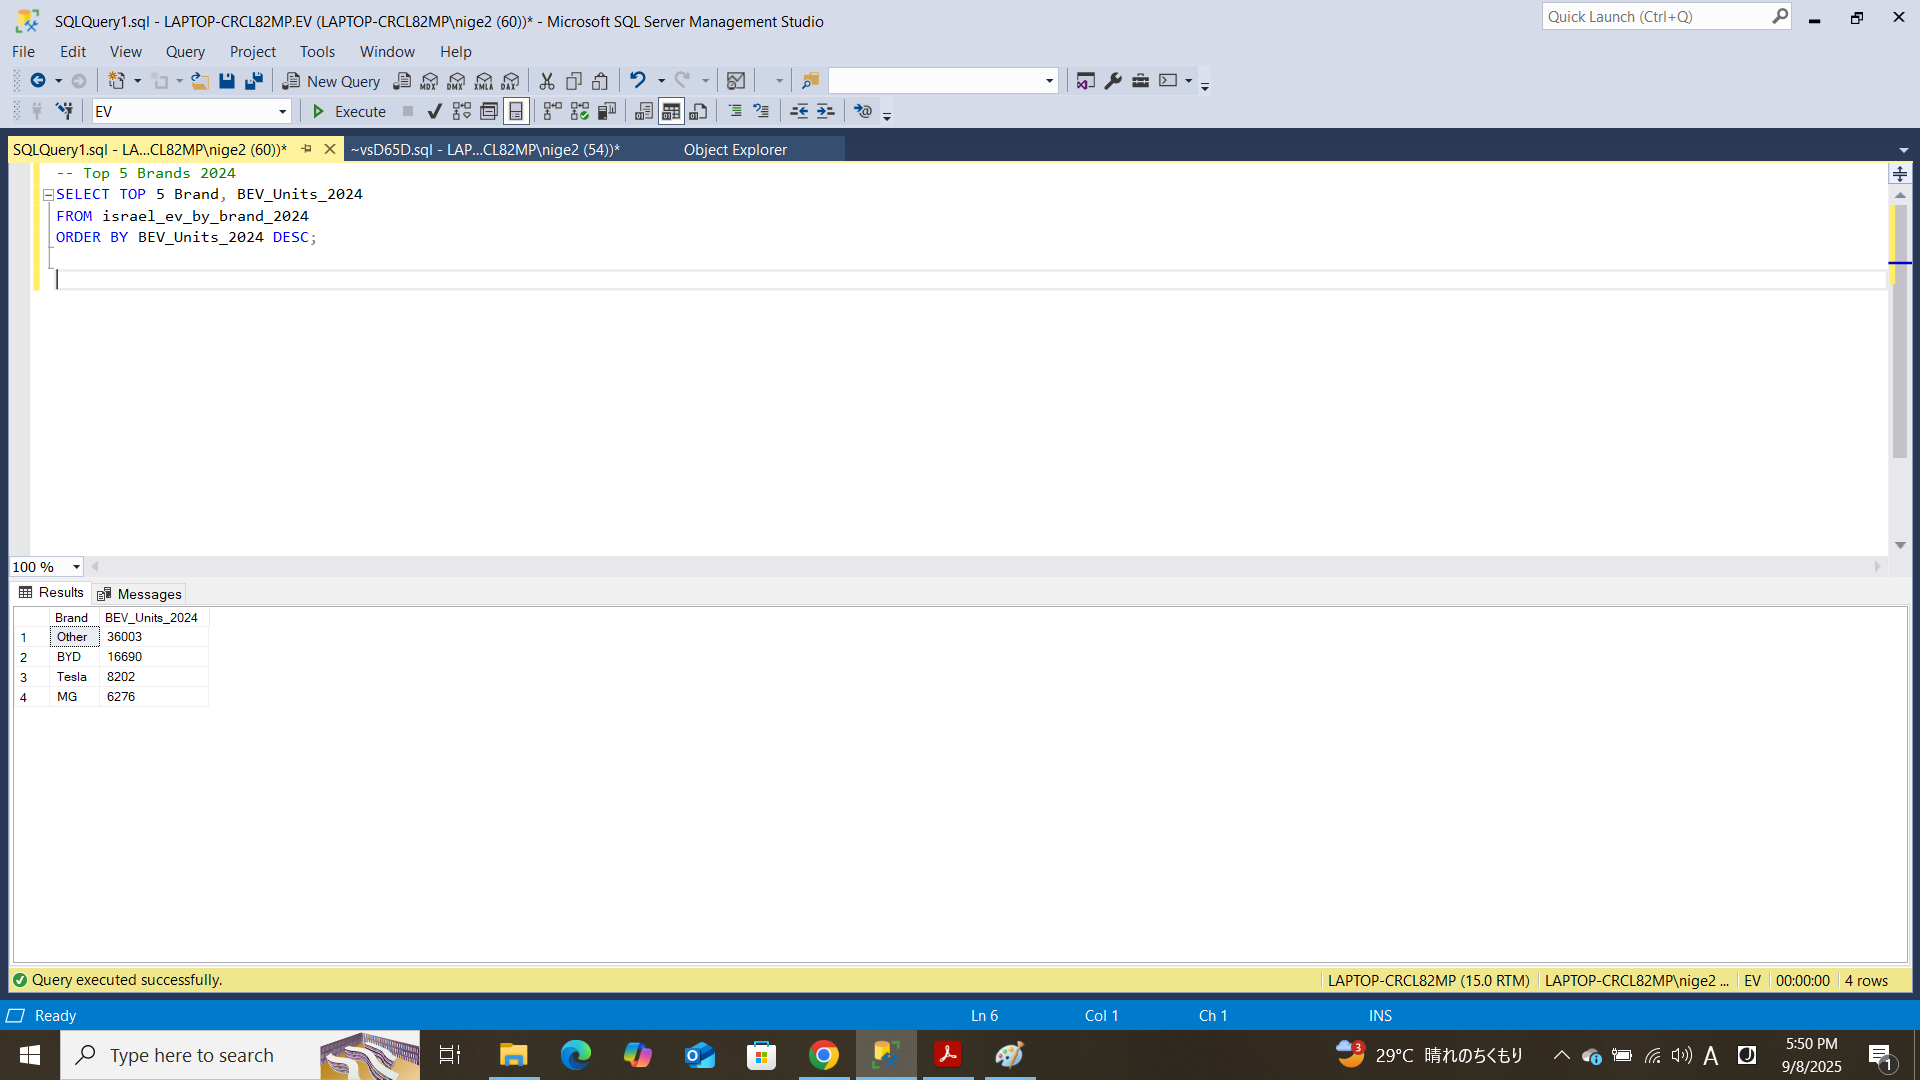 SQLQuery1.sql - LAPTOP-CRCL82MP.EV (LAPTOP-CRCL82MP\nige2 (60))* - Microsoft SQL Server Management Studio
Quick Launch (Ctrl+Q)
File Edit View Query Project Tools Window Help
New Query MDX DMX XMLA DAX
EV Execute
SQLQuery1.sql - LA...CL82MP\nige2 (60))* ~vsD65D.sql - LAP...CL82MP\nige2 (54))* Object Explorer
-- Top 5 Brands 2024
SELECT TOP 5 Brand, BEV_Units_2024
FROM israel_ev_by_brand_2024
ORDER BY BEV_Units_2024 DESC;
100 %
Results Messages
Brand BEV_Units_2024
1 Other 36003
2 BYD 16690
3 Tesla 8202
4 MG 6276
Query executed successfully. LAPTOP-CRCL82MP (15.0 RTM) LAPTOP-CRCL82MP\nige2 ... EV 00:00:00 4 rows
Ready Ln 6 Col 1 Ch 1 INS
Type here to search 3 29°C 晴れのちくもり A 5:50 PM
9/8/2025 1